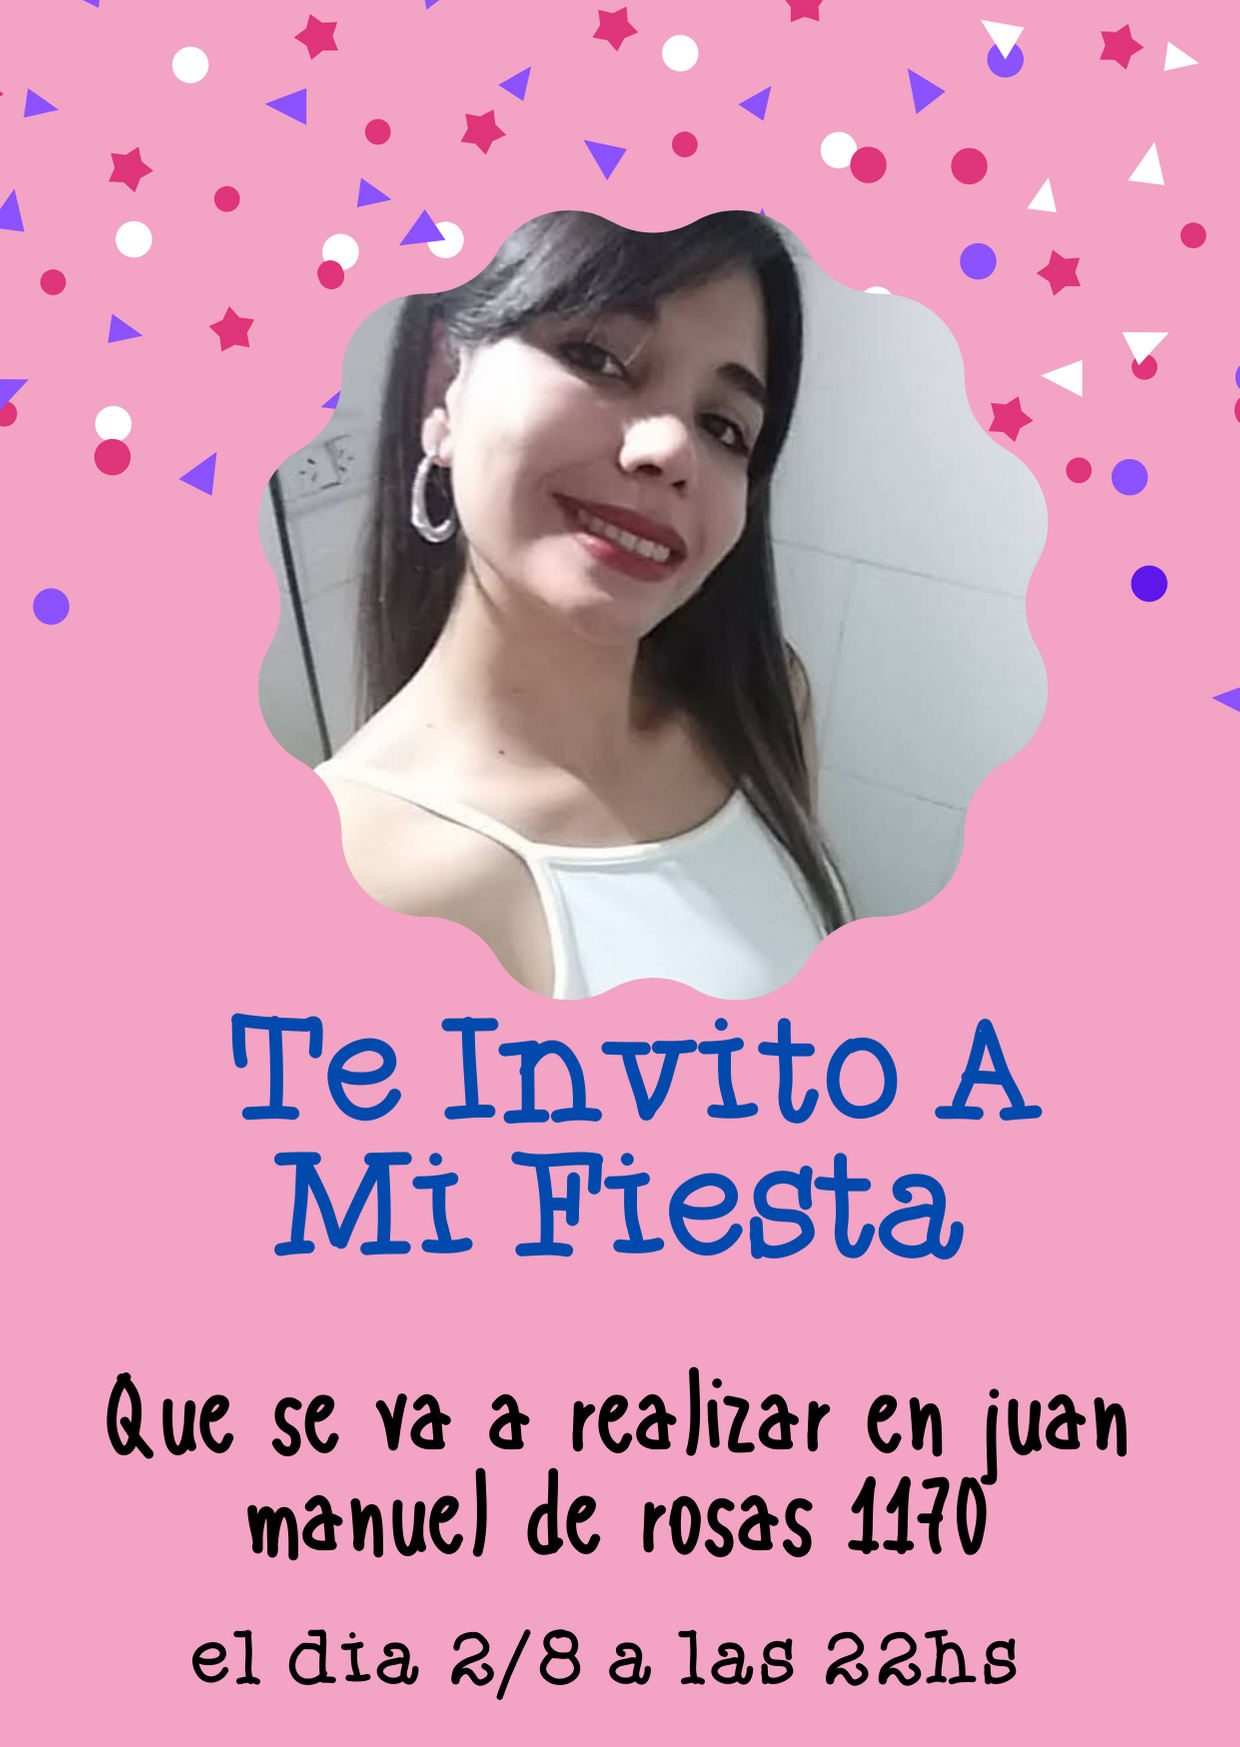 Te Invito A
Mi Fiesta
Que se va a realizar en juan
manuel de rosas 1170
el dia 2/8 a las 22hs